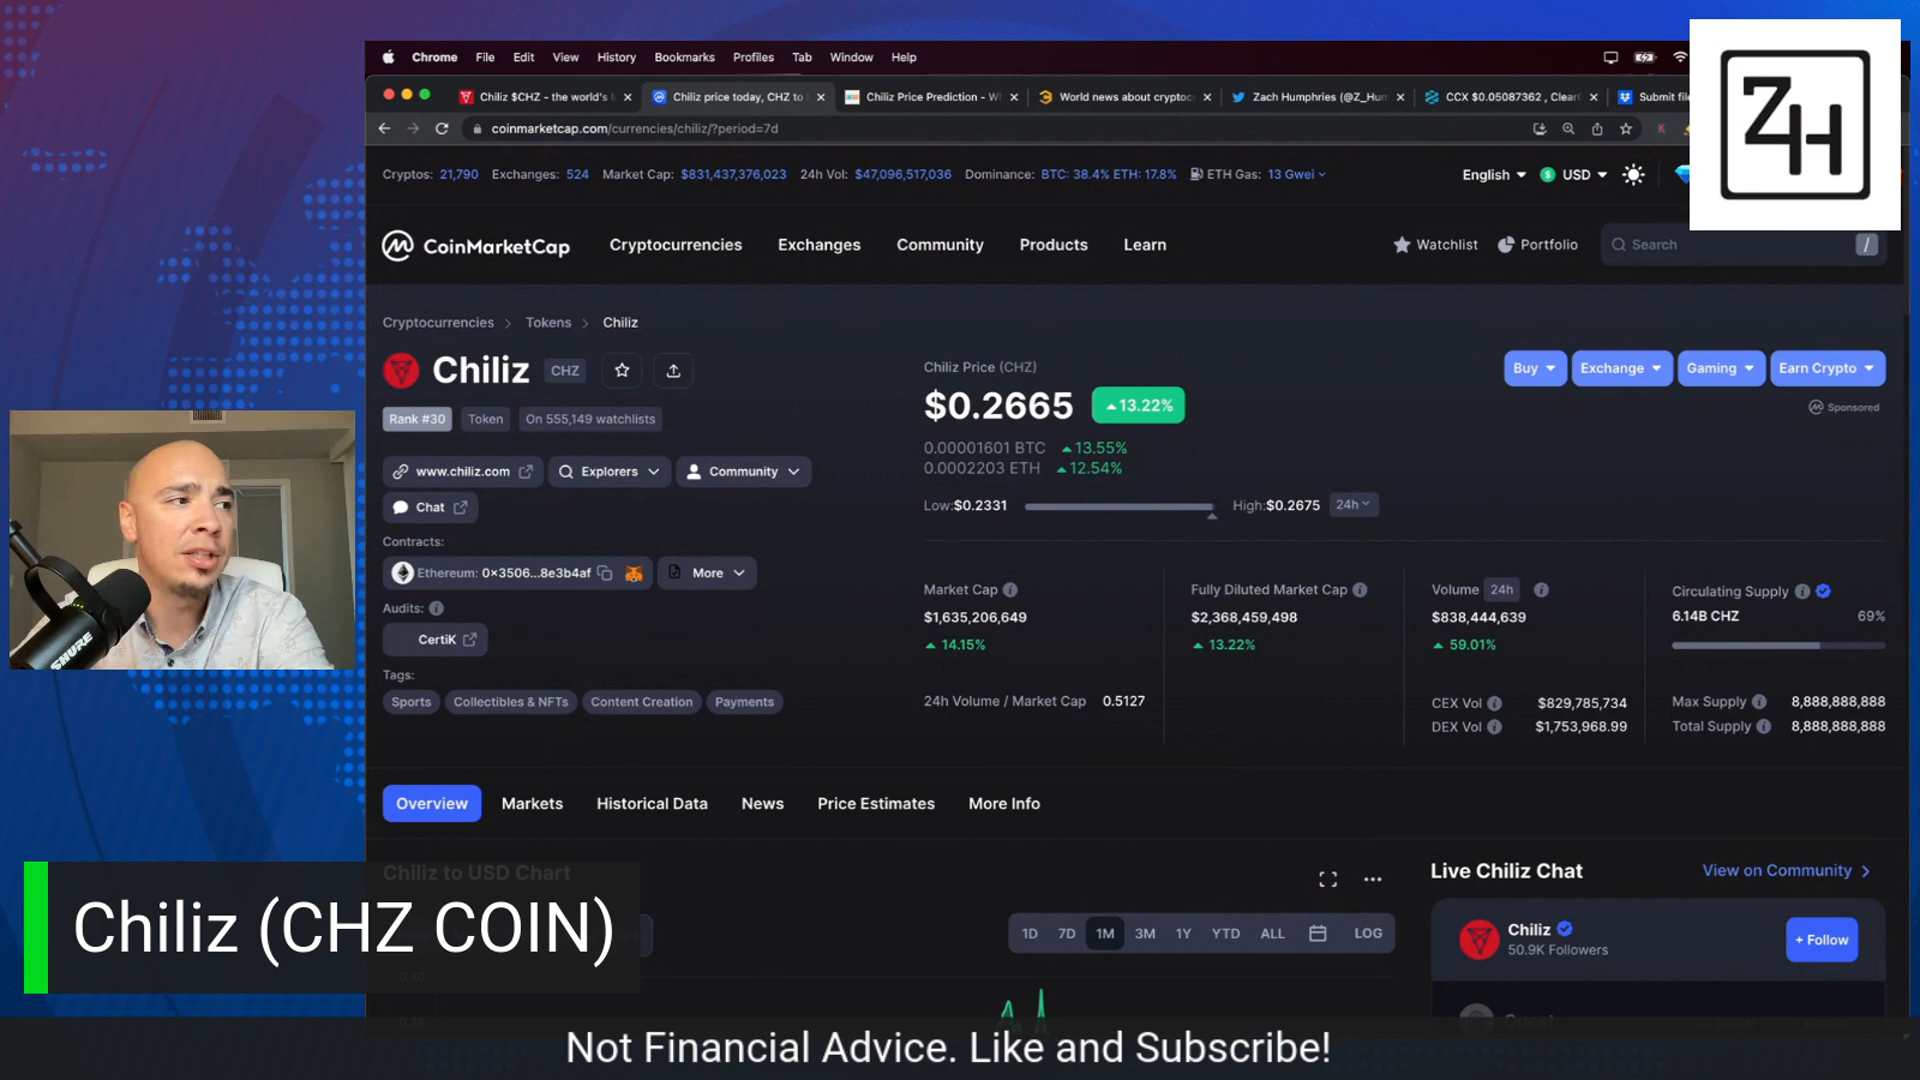 Chrome File Edit View History Bookmarks Profiles Tab Window Help
Chiliz $CHZ - the world's
Chiliz price today, CHZ to
Chiliz Price Prediction - W
World news about cryptoc
Zach Humphries (@Z_Hum
CCX $0.05087362 , Clear
Submit file
coinmarketcap.com/currencies/chiliz/?period=7d
ZH
Cryptos: 21,790 Exchanges: 524 Market Cap: $831,437,376,023 24h Vol: $47,096,517,036 Dominance: BTC: 38.4% ETH: 17.8% ETH Gas: 13 Gwei
English USD
CoinMarketCap Cryptocurrencies Exchanges Community Products Learn
Watchlist Portfolio Search /
Cryptocurrencies > Tokens > Chiliz
Chiliz CHZ
Rank #30 Token On 555,149 watchlists
www.chiliz.com Explorers Community
Chat
Contracts:
Ethereum: 0x3506...8e3b4af More
Audits:
CertiK
Tags:
Sports Collectibles & NFTs Content Creation Payments
Chiliz Price (CHZ)
$0.2665 13.22%
0.00001601 BTC 13.55%
0.0002203 ETH 12.54%
Low:$0.2331 High:$0.2675 24h
Buy Exchange Gaming Earn Crypto
Sponsored
Market Cap
$1,635,206,649
14.15%
24h Volume / Market Cap 0.5127
Fully Diluted Market Cap
$2,368,459,498
13.22%
Volume 24h
$838,444,639
59.01%
CEX Vol $829,785,734
DEX Vol $1,753,968.99
Circulating Supply
6.14B CHZ 69%
Max Supply 8,888,888,888
Total Supply 8,888,888,888
Overview Markets Historical Data News Price Estimates More Info
Chiliz to USD Chart
1D 7D 1M 3M 1Y YTD ALL LOG
0.30
Live Chiliz Chat View on Community >
Chiliz
50.9K Followers
+ Follow
SHURE
Chiliz (CHZ COIN)
Not Financial Advice. Like and Subscribe!